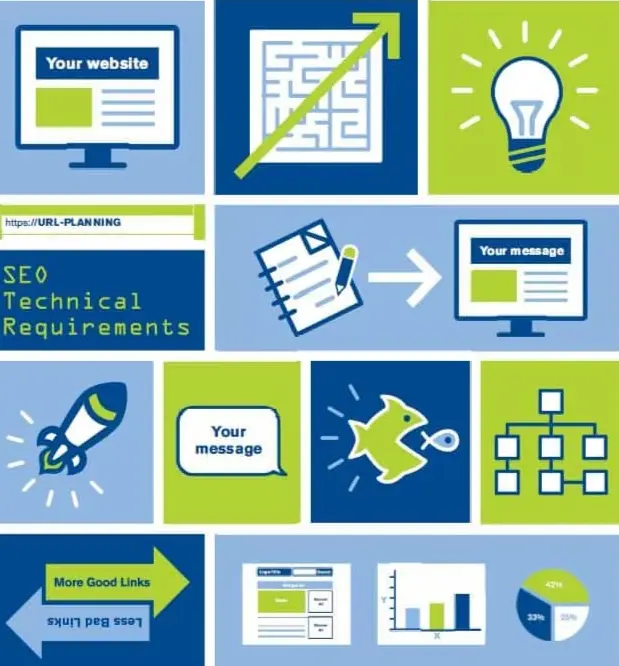 Your website
https://URL-PLANNING
SEO
Technical
Requirements
Your message
Your
message
More Good Links
Less Bad Links
Y
X
42%
33%
25%